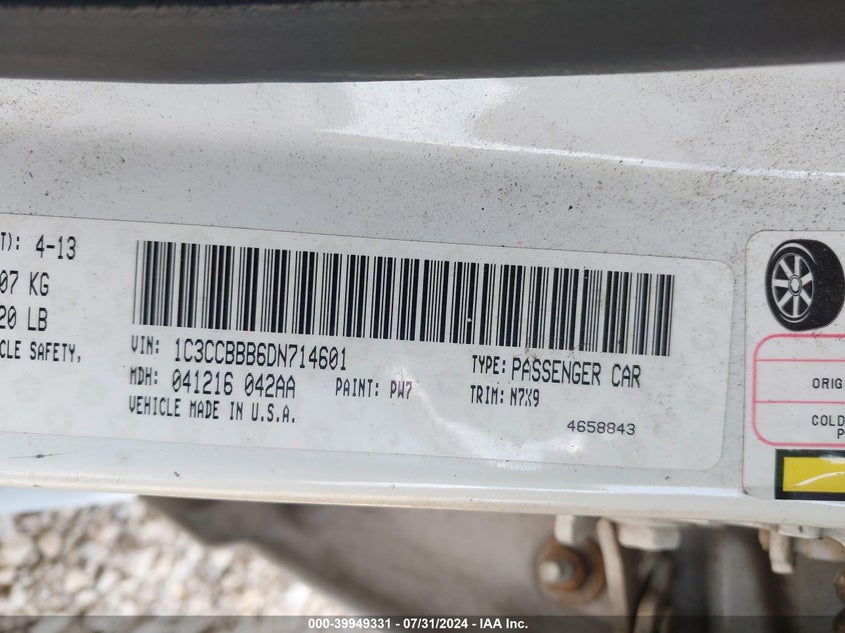 T): 4-13
07 KG
20 LB
CLE SAFETY,
VIN: 1C3CCBBB6DN714601
TYPE: PASSENGER CAR
MDH: 041216 042AA
PAINT: PW7
TRIM: N7X9
VEHICLE MADE IN U.S.A.
4658843
ORIG
COLD
P
000-39949331 - 07/31/2024 - IAA Inc.